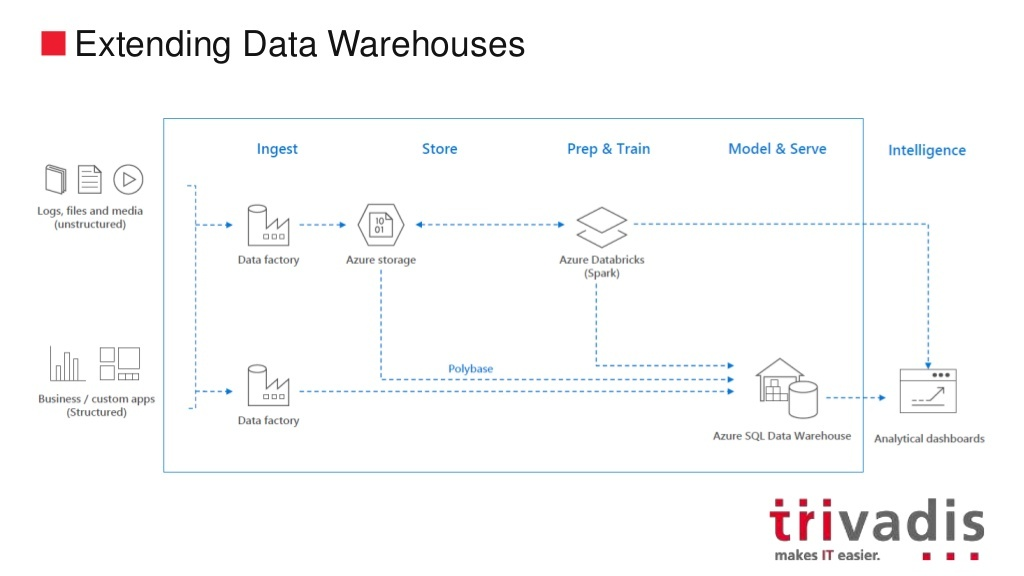 Extending Data Warehouses
Ingest
Store
Prep & Train
Model & Serve
Intelligence
Logs, files and media
(unstructured)
Data factory
10
01
Azure storage
Azure Databricks
(Spark)
Polybase
Business / custom apps
(Structured)
Data factory
Azure SQL Data Warehouse
Analytical dashboards
trivadis
makes IT easier.